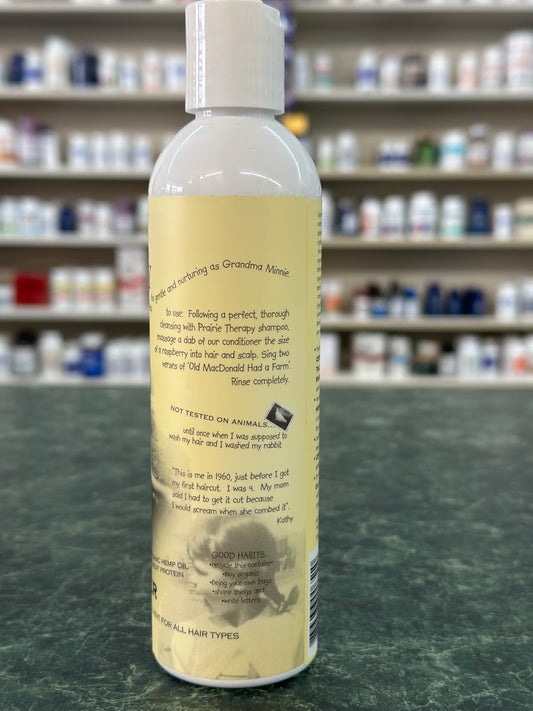 As gentle and nurturing as Grandma Minnie.
to use: Following a perfect, thorough
cleansing with Prairie Therapy shampoo,
massage a dab of our conditioner the size
of a raspberry into hair and scalp. Sing two
verses of 'Old MacDonald Had a Farm'.
Rinse completely.
NOT TESTED ON ANIMALS...
until once when I was supposed to
wash my hair and I washed my rabbit
"This is me in 1960, just before I got
my first haircut. I was 4. My mom
said I had to get it cut because
I would scream when she combed it".
Kathy
GOOD HABITS...
•recycle this container
•buy organic
•bring your own bags
•share things and
•write letters
HEMP OIL
PROTEIN
FOR ALL HAIR TYPES